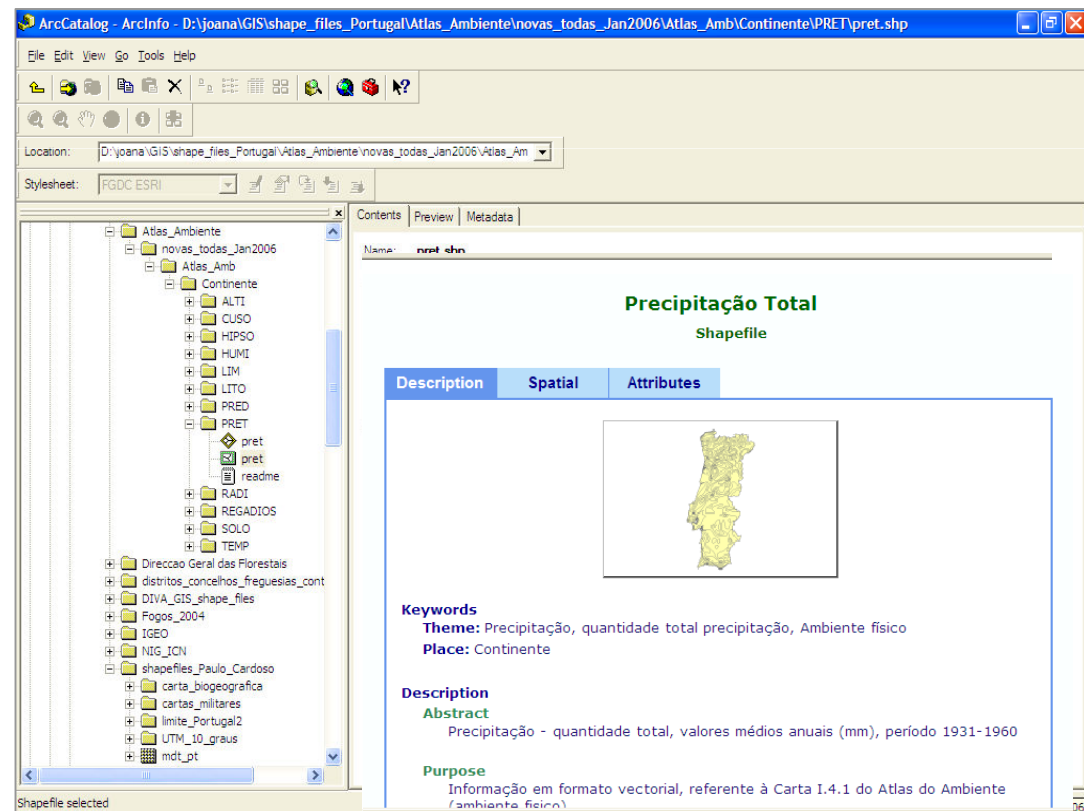 ArcCatalog - ArcInfo - D:\joana\GIS\shape_files_Portugal\Atlas_Ambiente\novas_todas_Jan2006\Atlas_Amb\Continente\PRET\pret.shp
File Edit View Go Tools Help
Location: D:\joana\GIS\shape_files_Portugal\Atlas_Ambiente\novas_todas_Jan2006\Atlas_Am
Stylesheet: FGDC ESRI
Contents Preview Metadata
Atlas_Ambiente
novas_todas_Jan2006
Atlas_Amb
Continente
ALTI
CUSO
HIPSO
HUMI
LIM
LITO
PRED
PRET
pret
pret
readme
RADI
REGADIOS
SOLO
TEMP
Direccao Geral das Florestais
distritos_concelhos_freguesias_cont
DIVA_GIS_shape_files
Fogos_2004
IGEO
NIG_ICN
shapefiles_Paulo_Cardoso
carta_biogeografica
cartas_militares
limite_Portugal2
UTM_10_graus
mdt_pt
Name: pret.shp
Precipitação Total
Shapefile
Description Spatial Attributes
Keywords
Theme: Precipitação, quantidade total precipitação, Ambiente físico
Place: Continente
Description
Abstract
Precipitação - quantidade total, valores médios anuais (mm), período 1931-1960
Purpose
Informação em formato vectorial, referente à Carta I.4.1 do Atlas do Ambiente
(ambiente fisico)
Shapefile selected